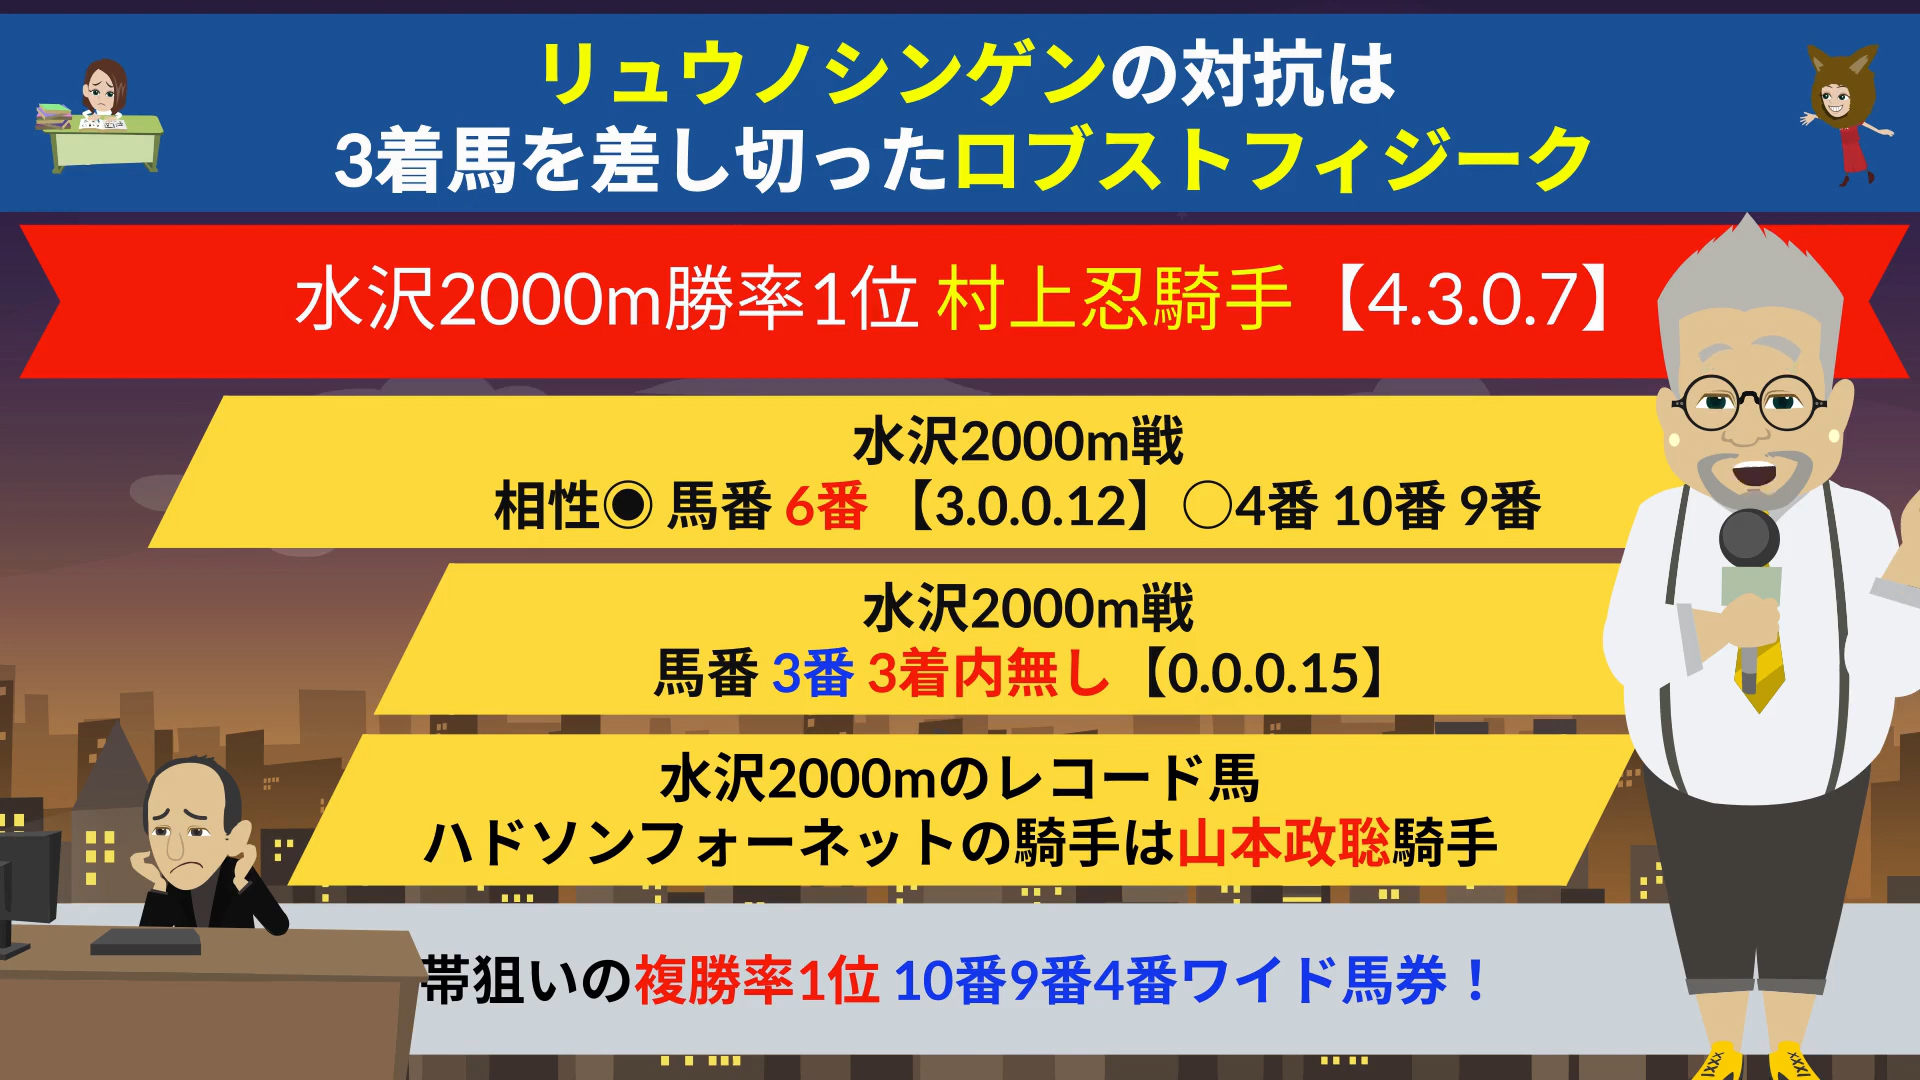 リュウノシンゲンの対抗は
3着馬を差し切ったロブストフィジーク
水沢2000m勝率1位 村上忍騎手【4.3.0.7】
水沢2000m戦
相性◉ 馬番 6番 【3.0.0.12】○4番 10番 9番
水沢2000m戦
馬番 3番 3着内無し【0.0.0.15】
水沢2000mのレコード馬
ハドソンフォーネットの騎手は山本政聡騎手
帯狙いの複勝率1位 10番9番4番ワイド馬券！